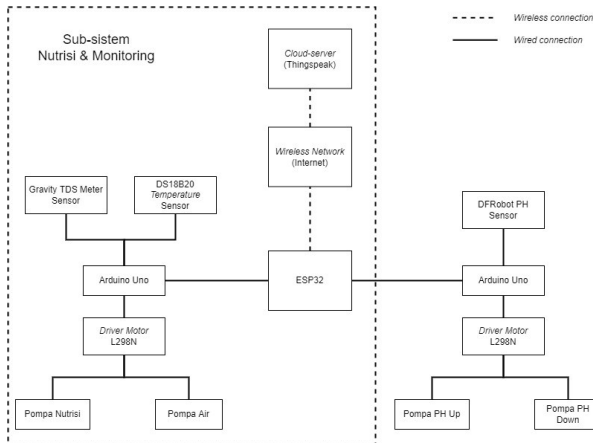 Sub-sistem
Nutrisi & Monitoring
Wireless connection
Wired connection
Cloud-server
(Thingspeak)
Wireless Network
(Internet)
Gravity TDS Meter
Sensor
DS18B20
Temperature
Sensor
DFRobot PH
Sensor
Arduino Uno
ESP32
Arduino Uno
Driver Motor
L298N
Driver Motor
L298N
Pompa Nutrisi
Pompa Air
Pompa PH Up
Pompa PH
Down